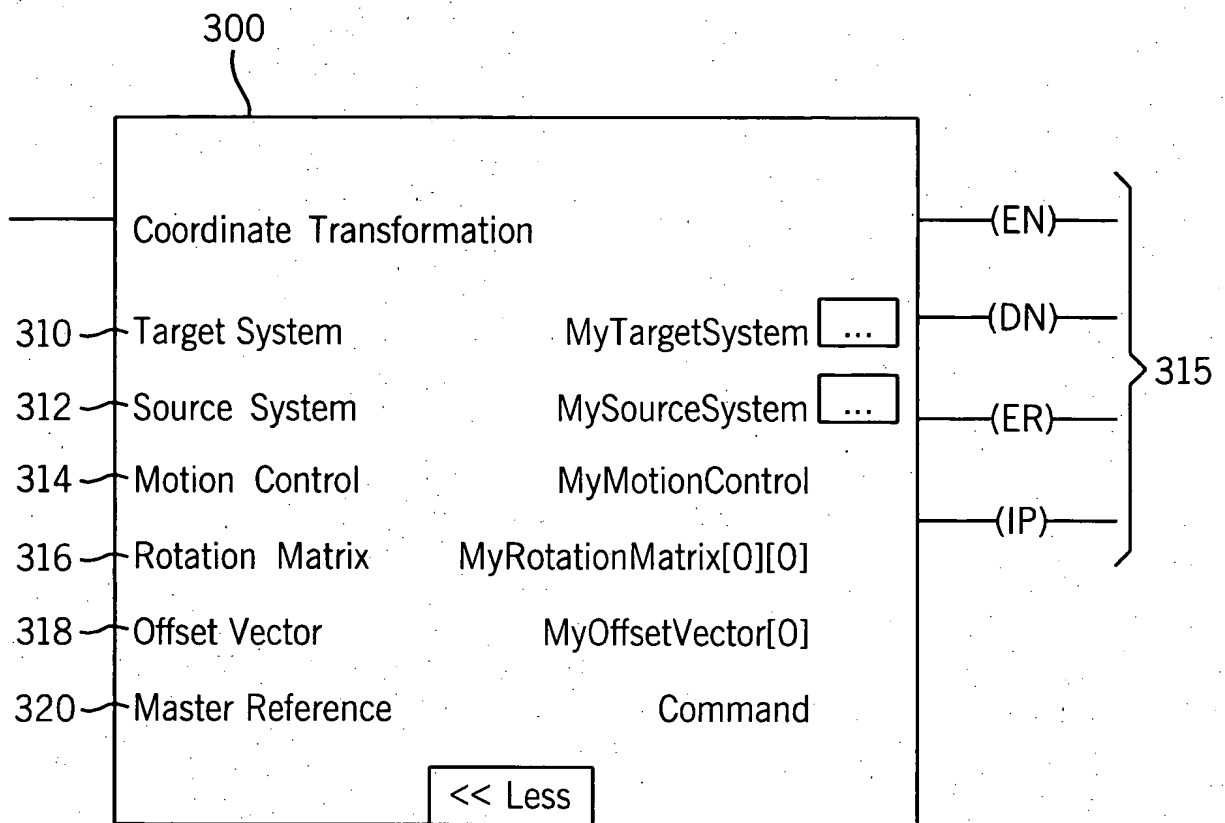 300
Coordinate Transformation (EN)
310 Target System MyTargetSystem ... (DN)
315
312 Source System MySourceSystem ... (ER)
314 Motion Control MyMotionControl (IP)
316 Rotation Matrix MyRotationMatrix[0][0]
318 Offset Vector MyOffsetVector[0]
320 Master Reference Command
<< Less